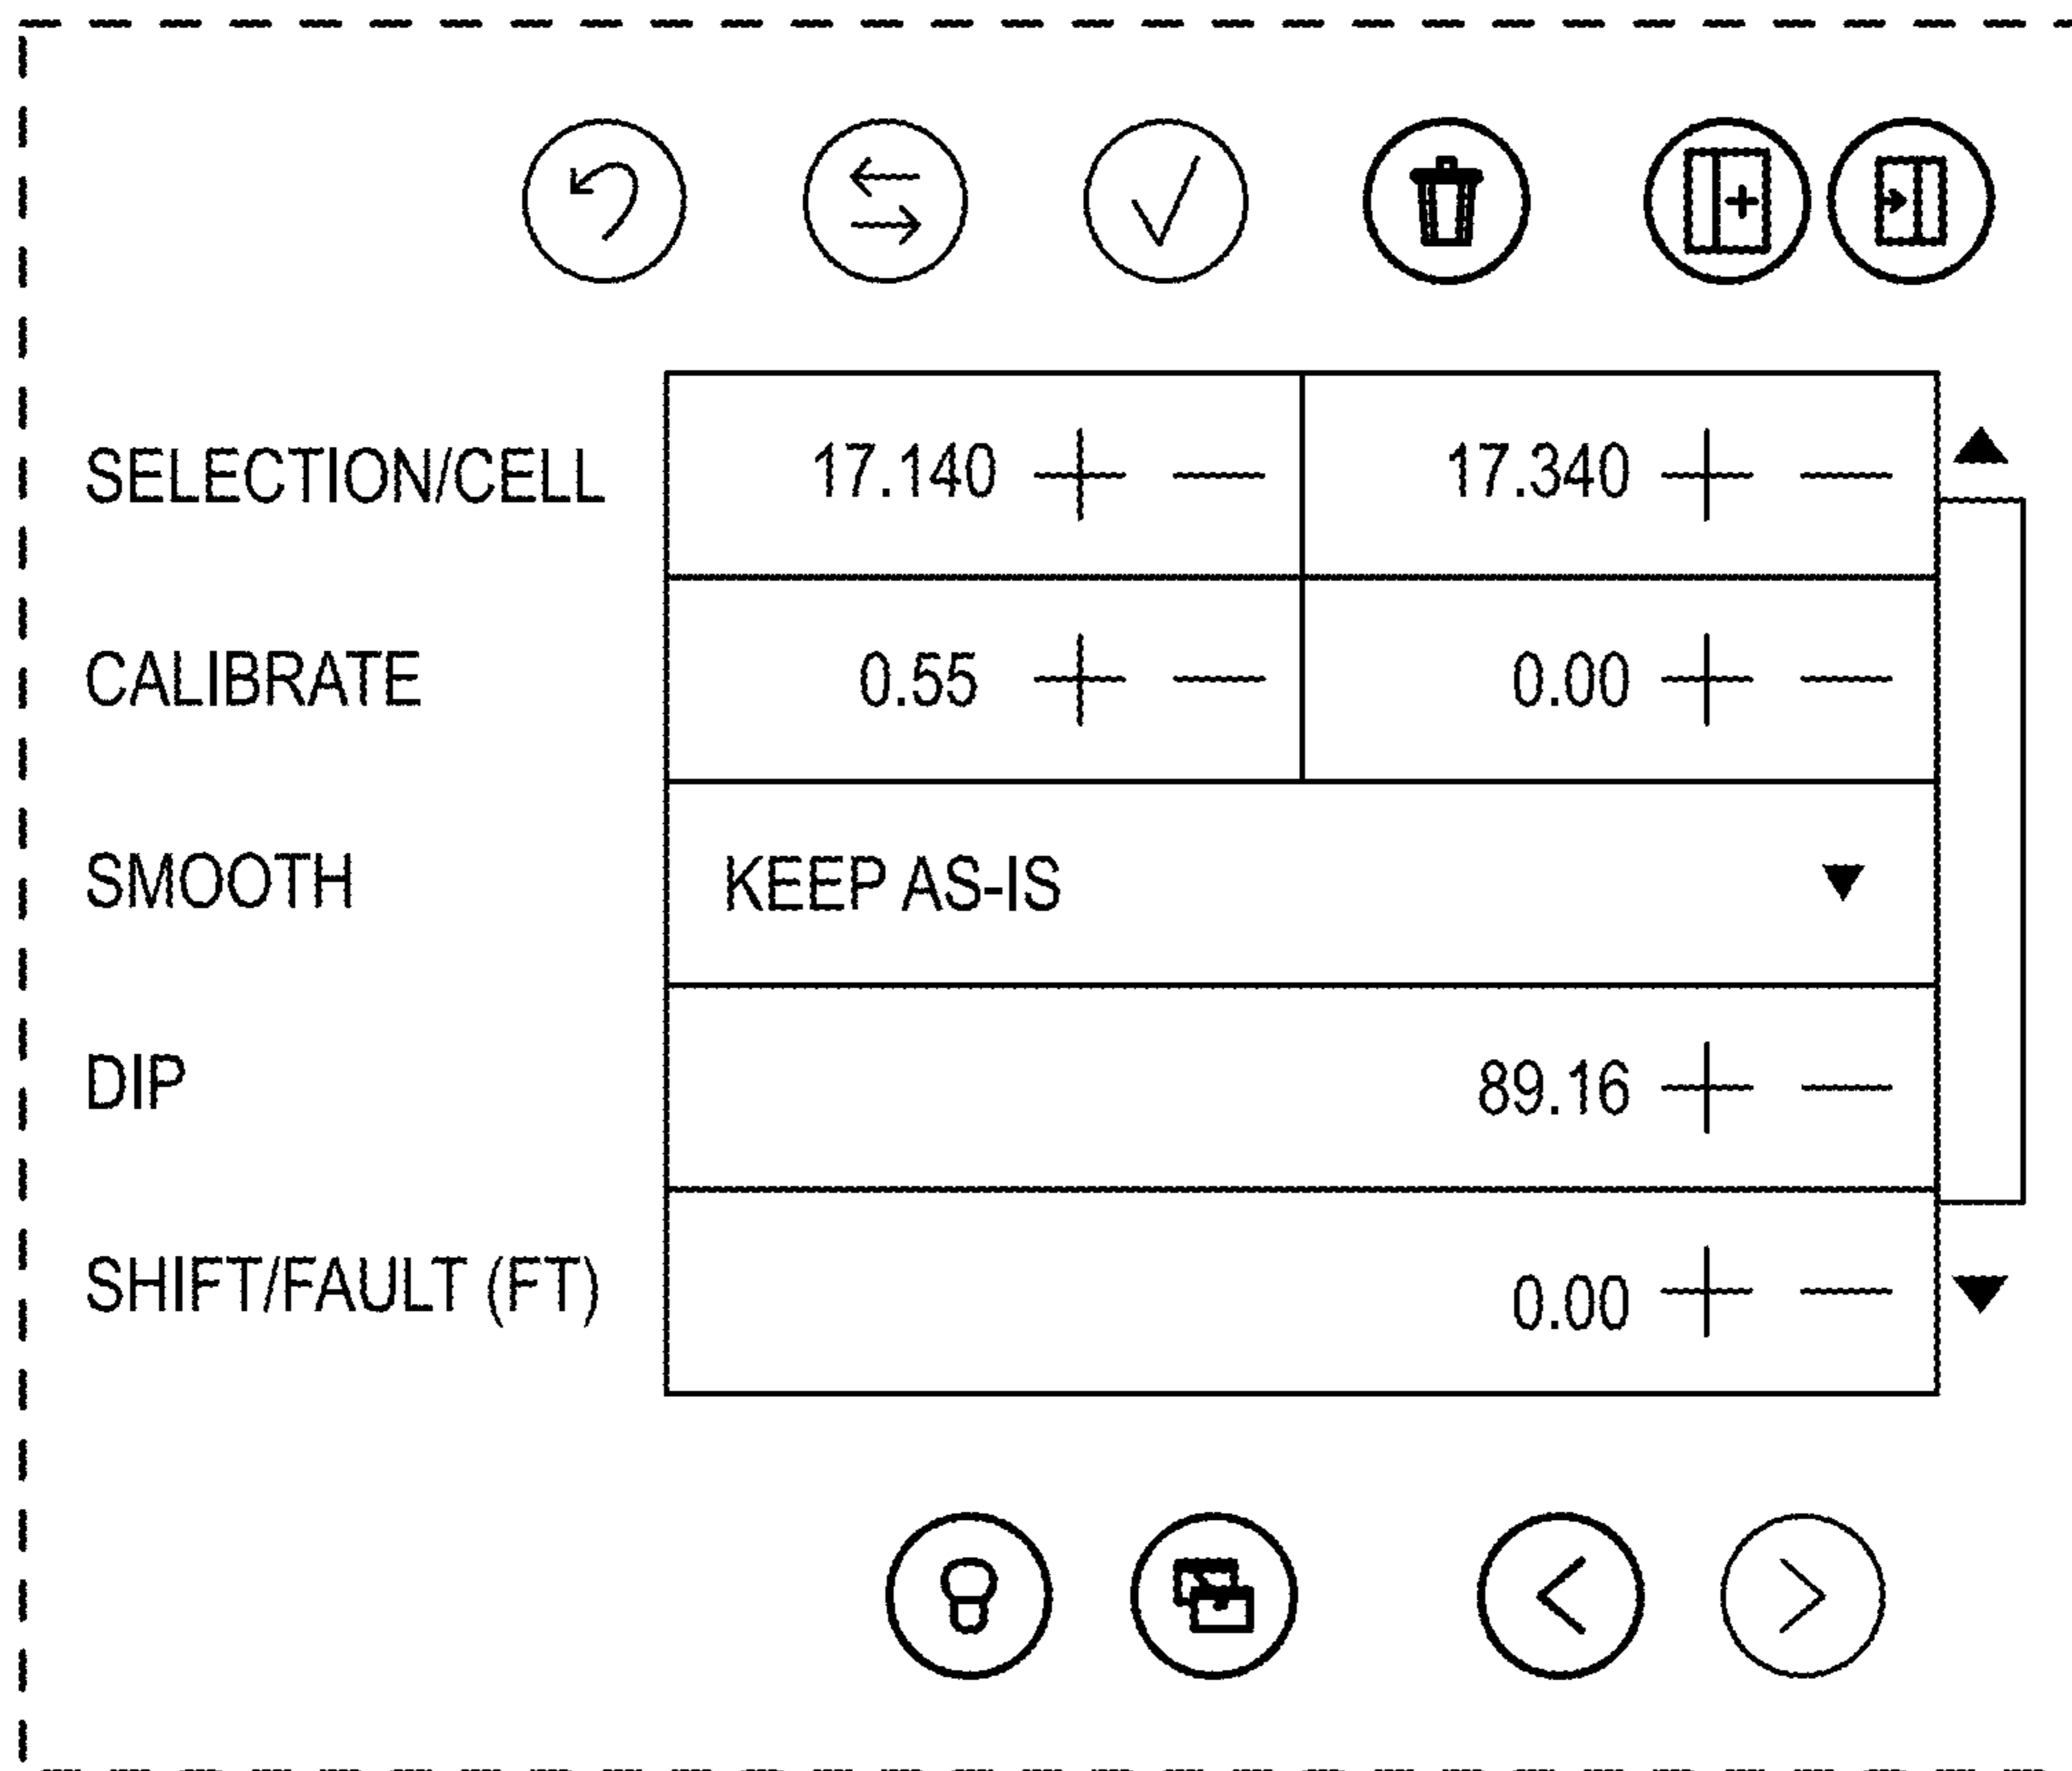 SELECTION/CELL 17.140 + — 17.340 + —
CALIBRATE 0.55 + — 0.00 + —
SMOOTH KEEP AS-IS
DIP 89.16 + —
SHIFT/FAULT (FT) 0.00 + —